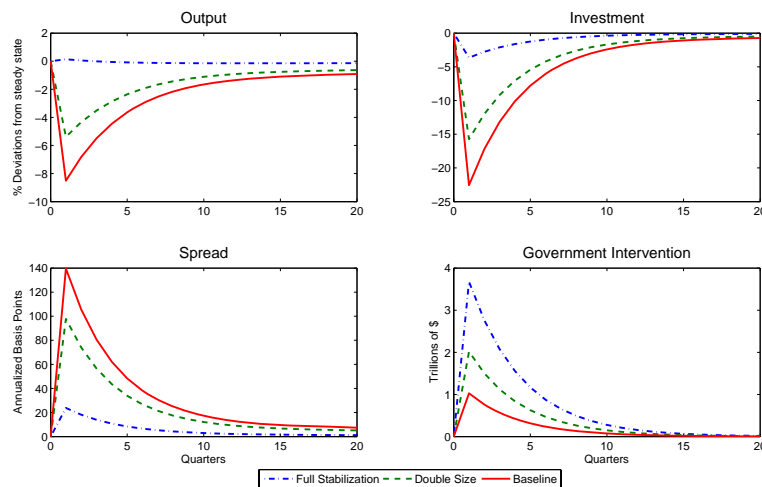 Output
% Deviations from steady state
0 5 10 15 20
2
0
−2
−4
−6
−8
−10
Investment
0 5 10 15 20
0
−5
−10
−15
−20
−25
Spread
Annualized Basis Points
0 5 10 15 20
140
120
100
80
60
40
20
0
Quarters
Government Intervention
Trillions of $
0 5 10 15 20
4
3
2
1
0
Quarters
Full Stabilization Double Size Baseline